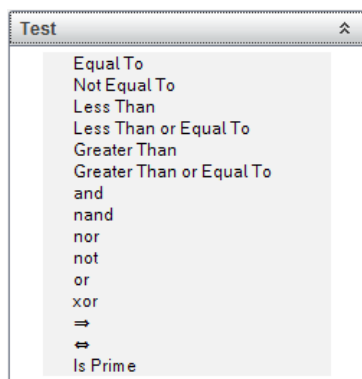 Test
Equal To
Not Equal To
Less Than
Less Than or Equal To
Greater Than
Greater Than or Equal To
and
nand
nor
not
or
xor
⇒
⇔
Is Prime